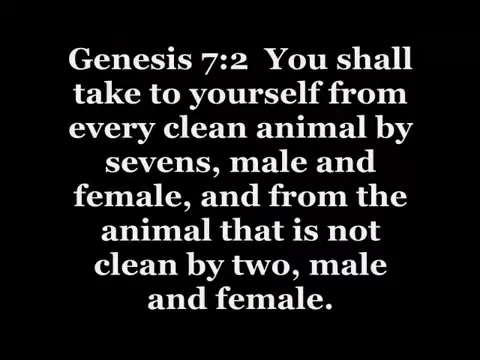 Genesis 7:2  You shall
take to yourself from
every clean animal by
sevens, male and
female, and from the
animal that is not
clean by two, male
and female.